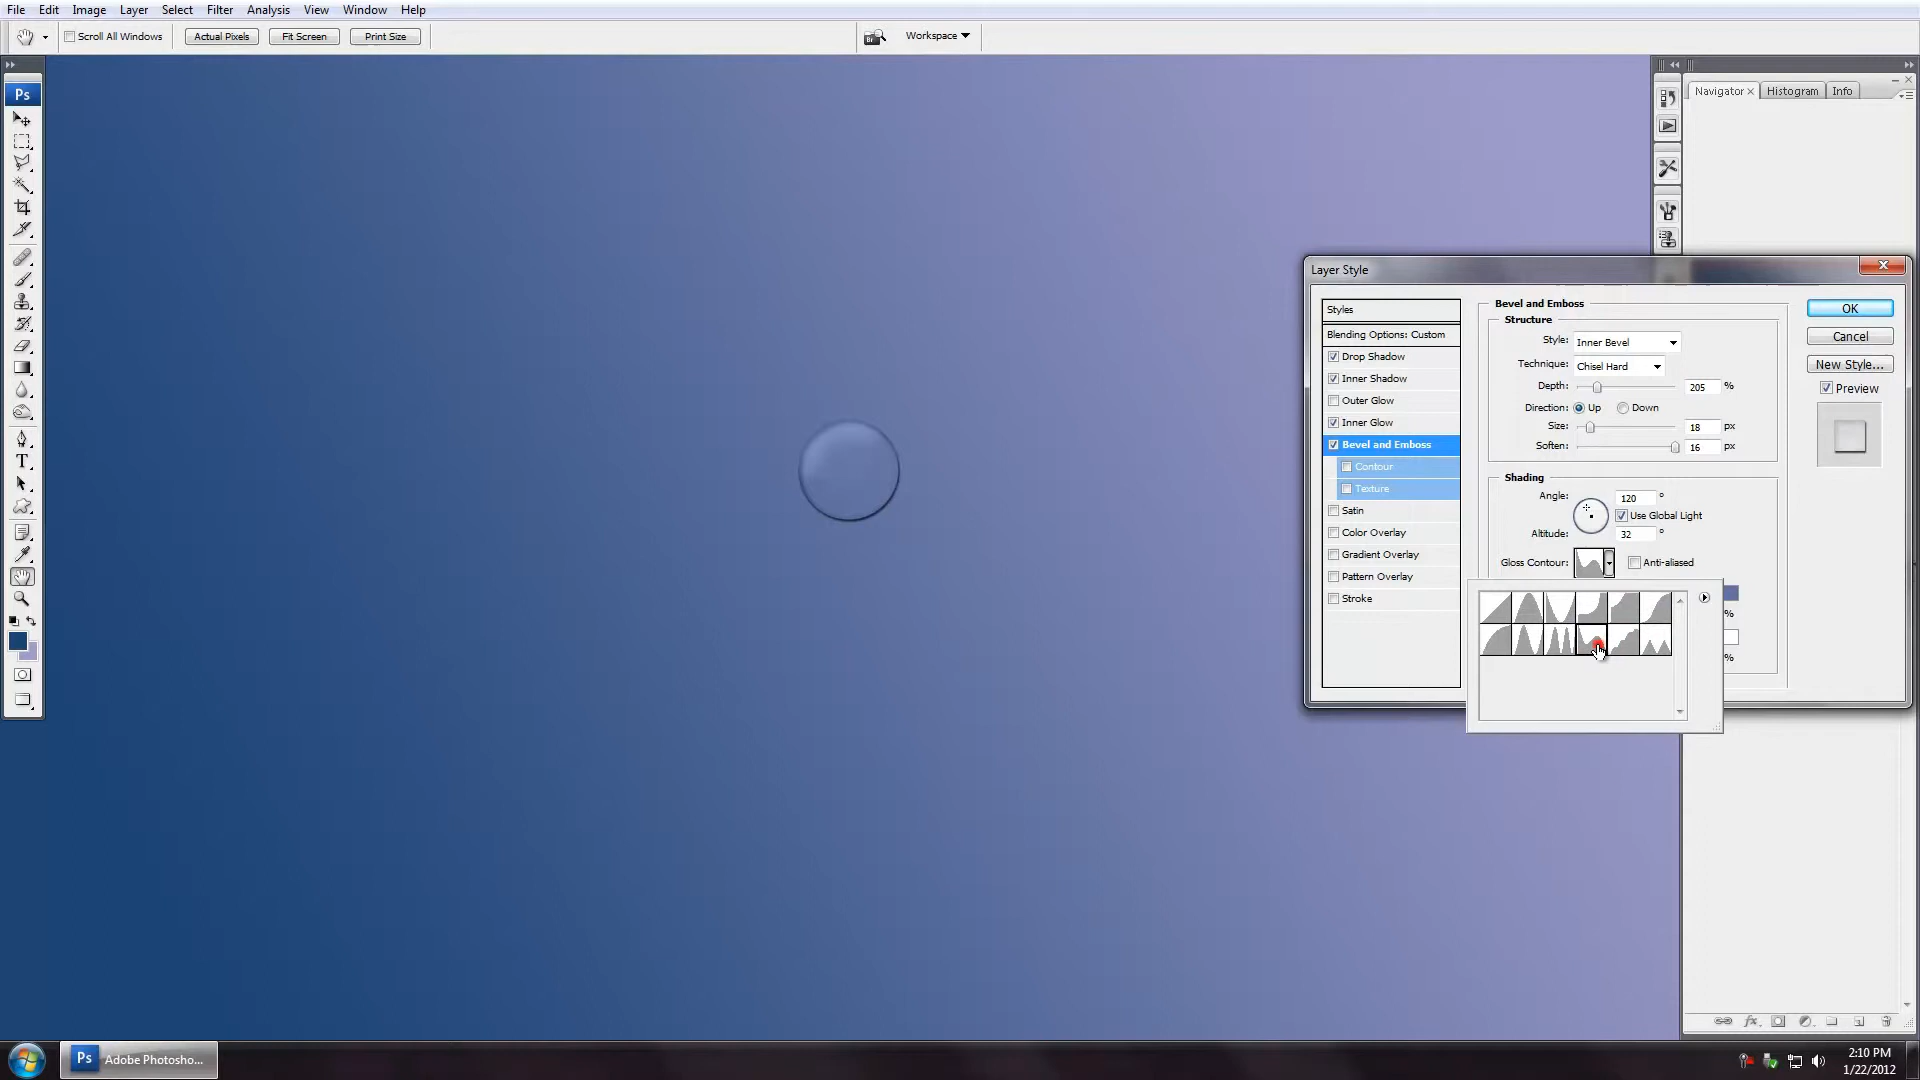 File Edit Image Layer Select Filter Analysis View Window Help
Scroll All Windows Actual Pixels Fit Screen Print Size Br Workspace
Ps
Navigator × Histogram Info
T
Layer Style
Styles
Blending Options: Custom
Drop Shadow
Inner Shadow
Outer Glow
Inner Glow
Bevel and Emboss
Contour
Texture
Satin
Color Overlay
Gradient Overlay
Pattern Overlay
Stroke
Bevel and Emboss
Structure
Style: Inner Bevel
Technique: Chisel Hard
Depth: 205 %
Direction: Up Down
Size: 18 px
Soften: 16 px
Shading
Angle: 120 °
Use Global Light
Altitude: 32 °
Gloss Contour: Anti-aliased
%
%
OK
Cancel
New Style...
Preview
fx
Ps Adobe Photosho...
2:10 PM
1/22/2012